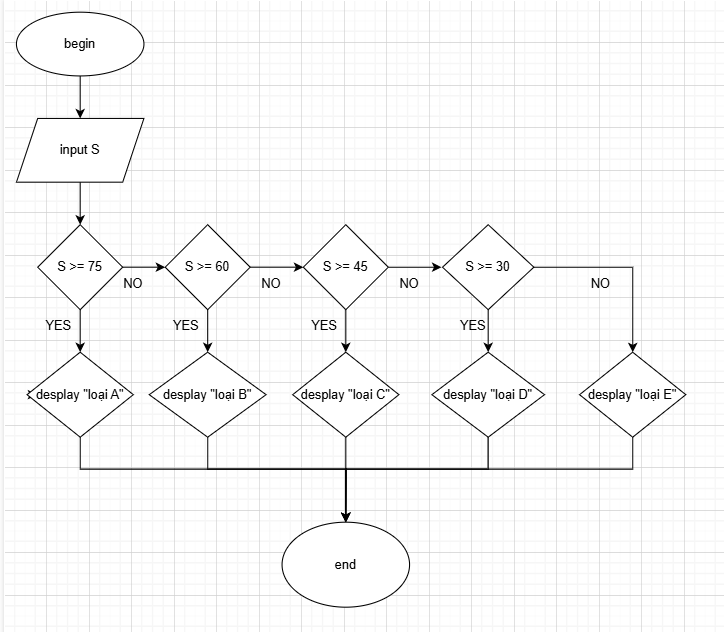 begin
input S
S >= 75
S >= 60
S >= 45
S >= 30
NO
NO
NO
NO
YES
YES
YES
YES
desplay "loại A"
desplay "loại B"
desplay "loại C"
desplay "loại D"
desplay "loại E"
end